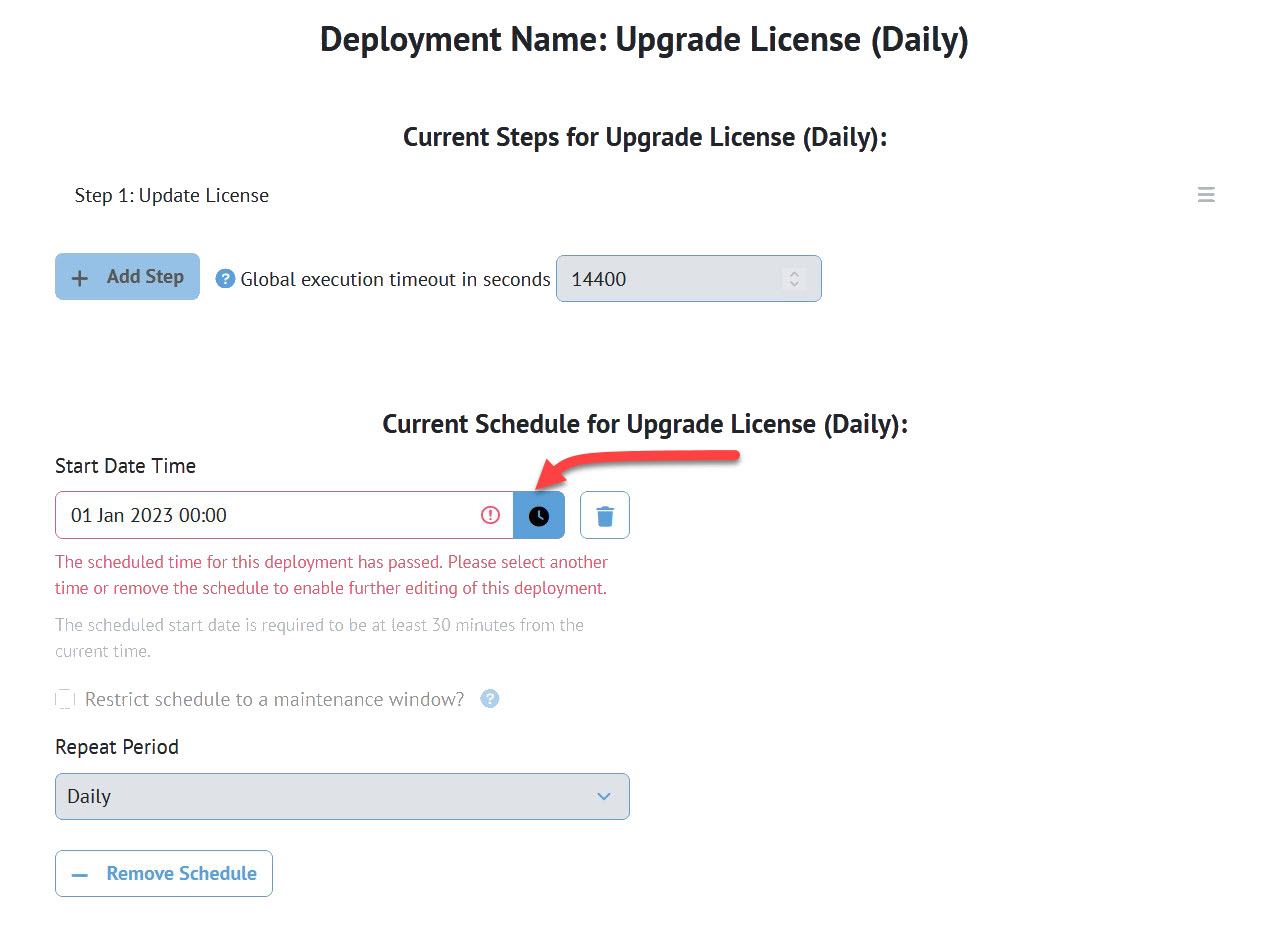 Deployment Name: Upgrade License (Daily)
Current Steps for Upgrade License (Daily):
Step 1: Update License
Add Step
? Global execution timeout in seconds 14400
Current Schedule for Upgrade License (Daily):
Start Date Time
01 Jan 2023 00:00
The scheduled time for this deployment has passed. Please select another
time or remove the schedule to enable further editing of this deployment.
The scheduled start date is required to be at least 30 minutes from the
current time.
Restrict schedule to a maintenance window? ?
Repeat Period
Daily
Remove Schedule